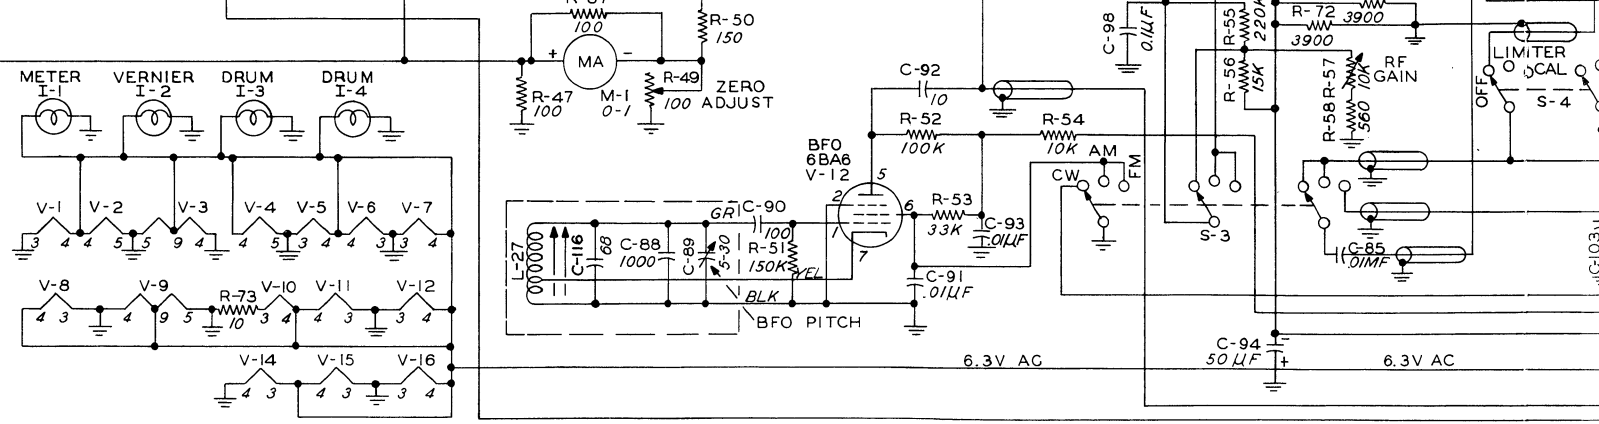 100
+
MA
−
R-50
150
R-47
100
M-1
0-1
R-49
100
ZERO
ADJUST
METER
I-1
VERNIER
I-2
DRUM
I-3
DRUM
I-4
V-1
V-2
V-3
V-4
V-5
V-6
V-7
3 4 4 5 5 9 4 4 5 5 4 4 3 3 4
V-8
V-9
R-73
10
V-10
V-11
V-12
4 3 4 9 5 3 4 4 3 3 4
V-14
V-15
V-16
4 3 4 3 3 4
C-92
10
R-52
100K
R-54
10K
BFO
6BA6
V-12
5
2
1
6
7
R-53
33K
C-93
.01µF
C-91
.01µF
L-27
C-116
68
C-88
1000
C-89
5-30
GR
C-90
100
R-51
150K
YEL
BLK
BFO PITCH
6.3V AC
C-98
0.1µF
R-55
220K
R-56
15K
R-72
3900
3900
R-57
10K
R-58
560
RF
GAIN
LIMITER
OFF
S-4
CW
AM
FM
S-3
C-85
.01MF
C-94
50µF
−
+
6.3V AC